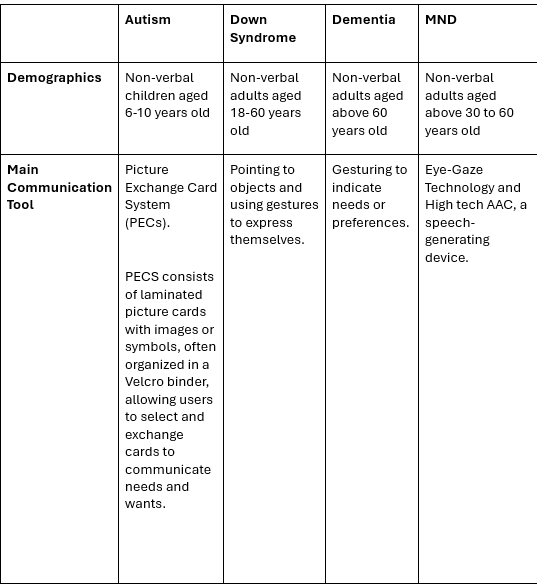 Autism
Down
Syndrome
Dementia
MND
Demographics
Non-verbal
children aged
6-10 years old
Non-verbal
adults aged
18-60 years
old
Non-verbal
adults aged
above 60
years old
Non-verbal
adults aged
above 30 to 60
years old
Main
Communication
Tool
Picture
Exchange Card
System
(PECs).
PECS consists
of laminated
picture cards
with images or
symbols, often
organized in a
Velcro binder,
allowing users
to select and
exchange
cards to
communicate
needs and
wants.
Pointing to
objects and
using gestures
to express
themselves.
Gesturing to
indicate
needs or
preferences.
Eye-Gaze
Technology and
High tech AAC, a
speech-
generating
device.